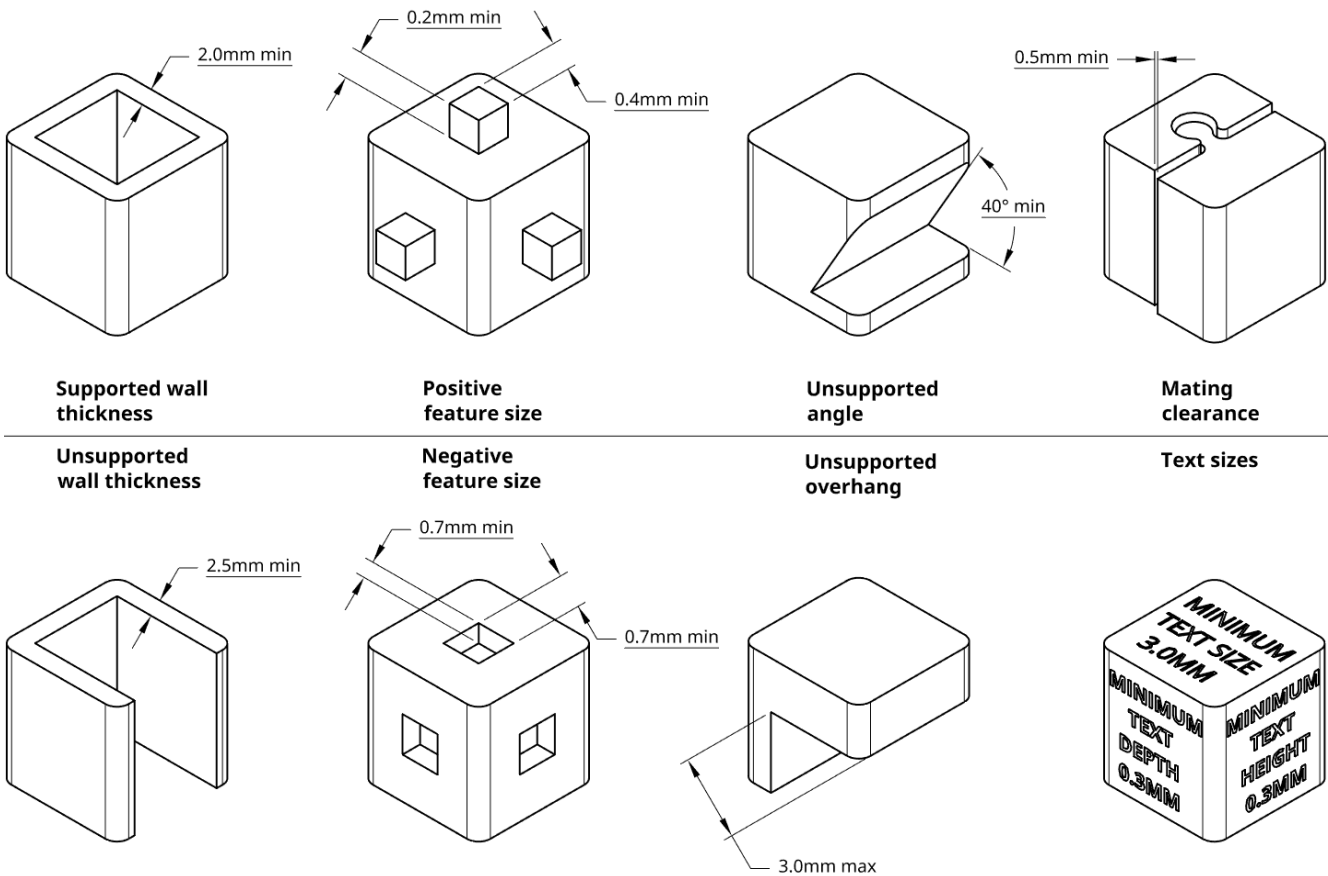 0.2mm min
2.0mm min
0.5mm min
0.4mm min
40° min
Supported wall
thickness
Positive
feature size
Unsupported
angle
Mating
clearance
Unsupported
wall thickness
Negative
feature size
Unsupported
overhang
Text sizes
0.7mm min
2.5mm min
0.7mm min
MINIMUM
TEXT SIZE
3.0MM
MINIMUM
TEXT
DEPTH
0.3MM
MINIMUM
TEXT
HEIGHT
0.3MM
3.0mm max